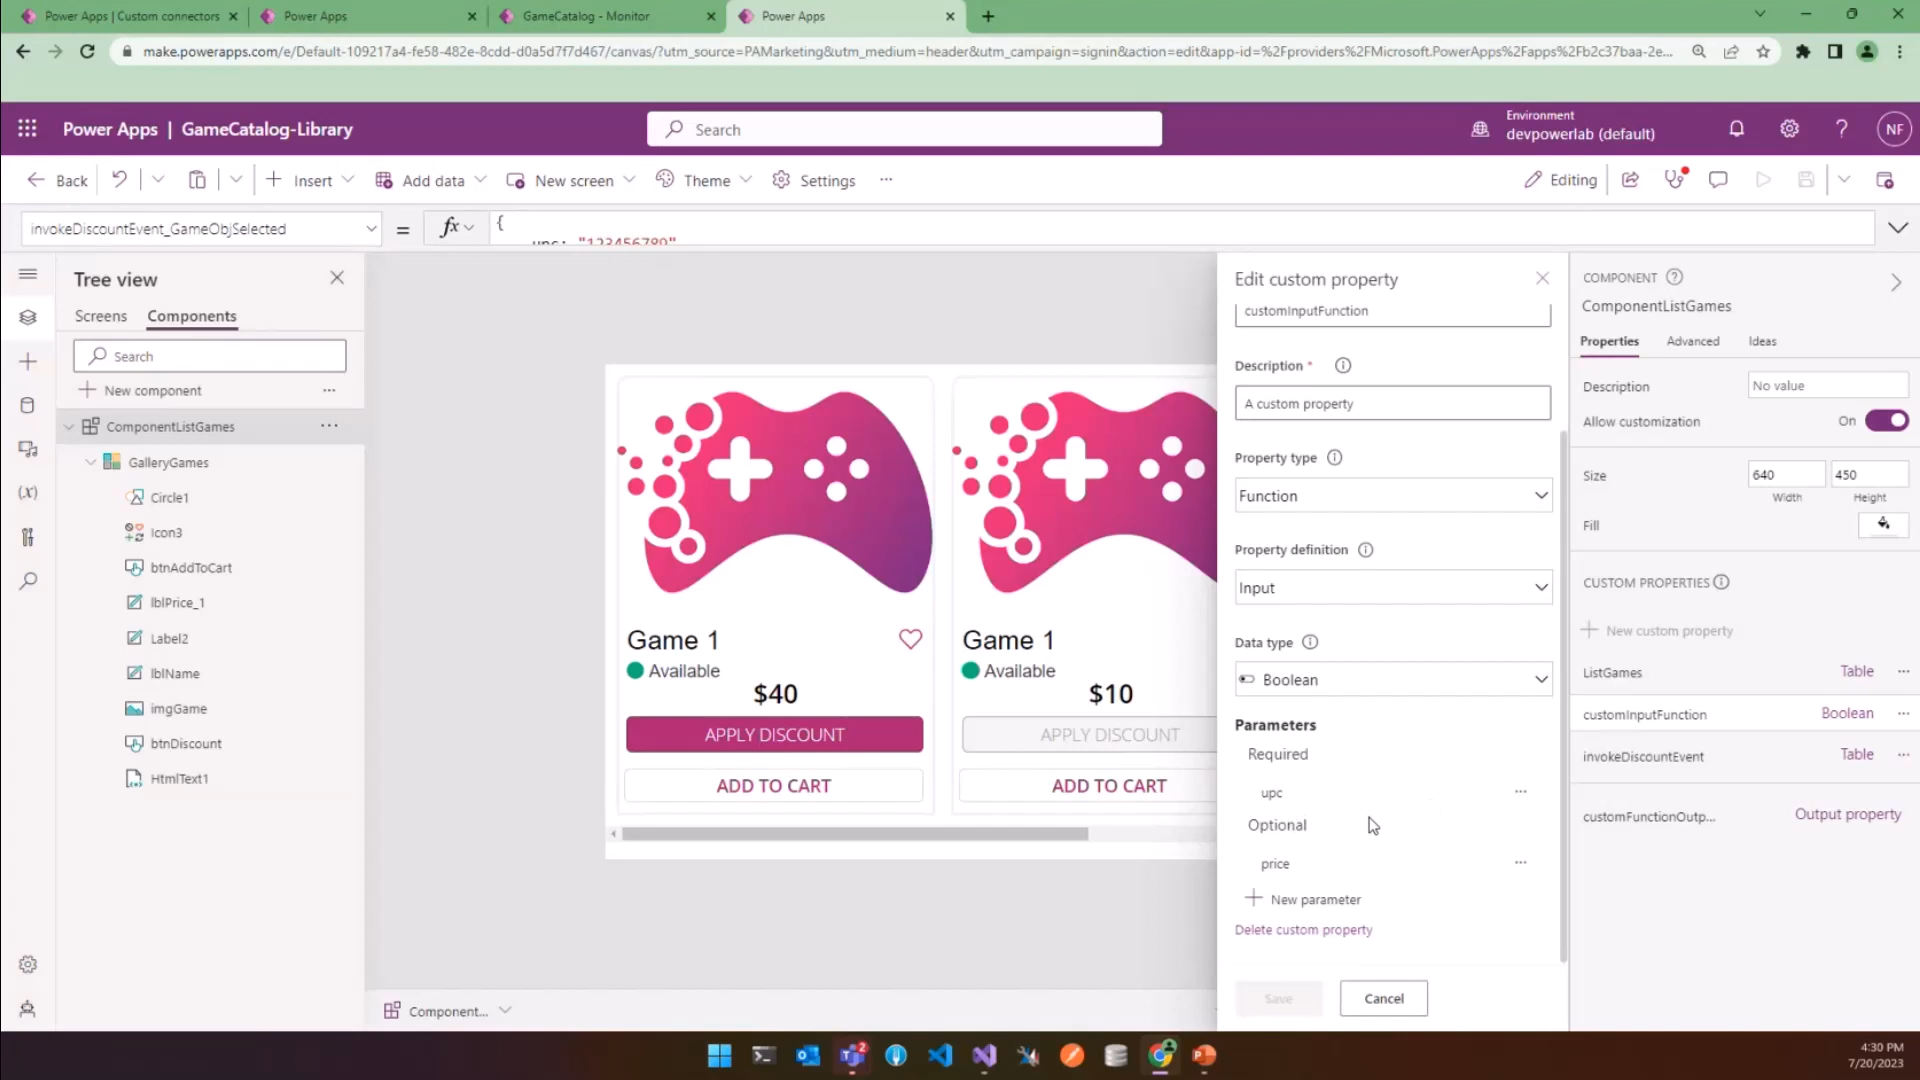 Power Apps | Custom connectors
Power Apps
GameCatalog - Monitor
Power Apps
make.powerapps.com/e/Default-109217a4-fe58-482e-8cdd-d0a5d7f7d467/canvas/?utm_source=PAMarketing&utm_medium=header&utm_campaign=signin&action=edit&app-id=%2Fproviders%2FMicrosoft.PowerApps%2Fapps%2Fb2c37baa-2e...
Power Apps | GameCatalog-Library
Search
Environment
devpowerlab (default)
NF
Back
Insert
Add data
New screen
Theme
Settings
Editing
invokeDiscountEvent_GameObjSelected
=
fx
{
upc: "123456789"
Tree view
Screens
Components
Search
New component
ComponentListGames
GalleryGames
Circle1
Icon3
btnAddToCart
lblPrice_1
Label2
lblName
imgGame
btnDiscount
HtmlText1
Game 1
Available
$40
APPLY DISCOUNT
ADD TO CART
Game 1
Available
$10
APPLY DISCOUNT
ADD TO CART
Component...
Edit custom property
customInputFunction
Description *
A custom property
Property type
Function
Property definition
Input
Data type
Boolean
Parameters
Required
upc
Optional
price
New parameter
Delete custom property
Save
Cancel
COMPONENT
ComponentListGames
Properties
Advanced
Ideas
Description
No value
Allow customization
On
Size
640
450
Width
Height
Fill
CUSTOM PROPERTIES
New custom property
ListGames
Table
customInputFunction
Boolean
invokeDiscountEvent
Table
customFunctionOutp...
Output property
2
4:30 PM
7/20/2023